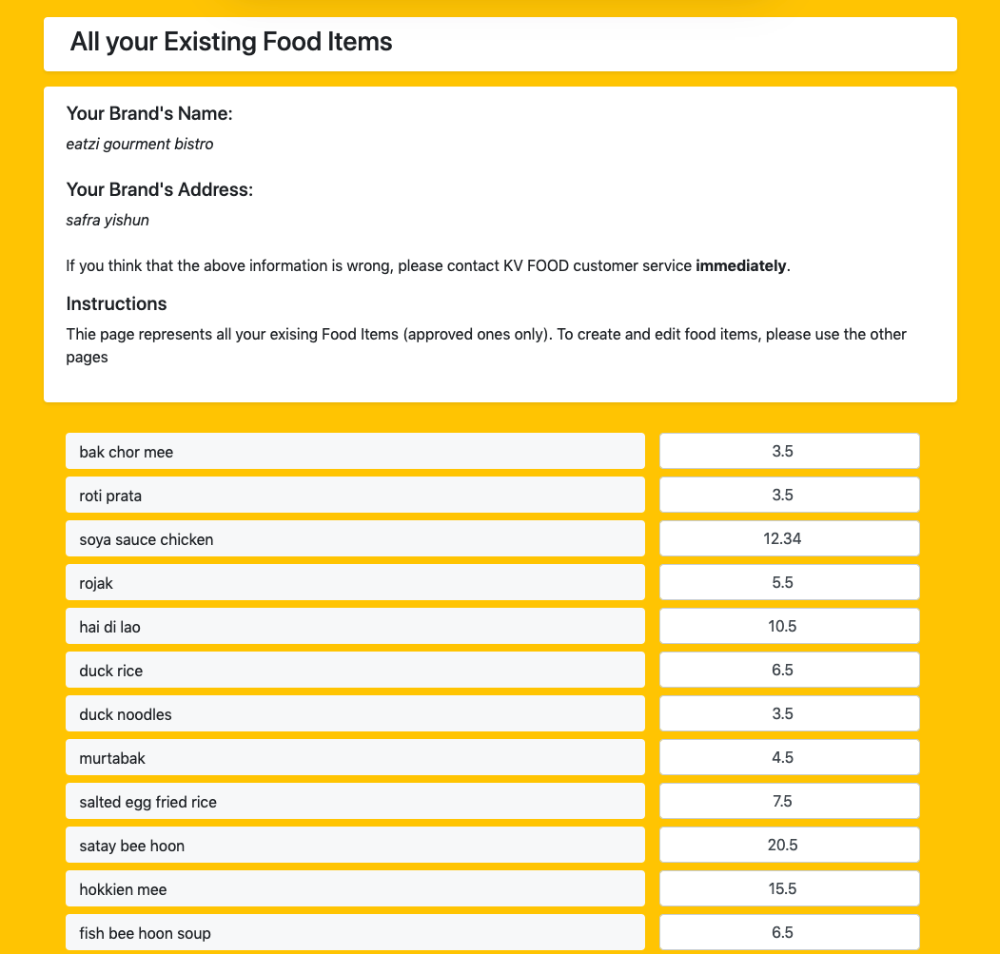 All your Existing Food Items
Your Brand's Name:
eatzi gourment bistro
Your Brand's Address:
safra yishun
If you think that the above information is wrong, please contact KV FOOD customer service immediately.
Instructions
Thie page represents all your exising Food Items (approved ones only). To create and edit food items, please use the other
pages
bak chor mee 3.5
roti prata 3.5
soya sauce chicken 12.34
rojak 5.5
hai di lao 10.5
duck rice 6.5
duck noodles 3.5
murtabak 4.5
salted egg fried rice 7.5
satay bee hoon 20.5
hokkien mee 15.5
fish bee hoon soup 6.5